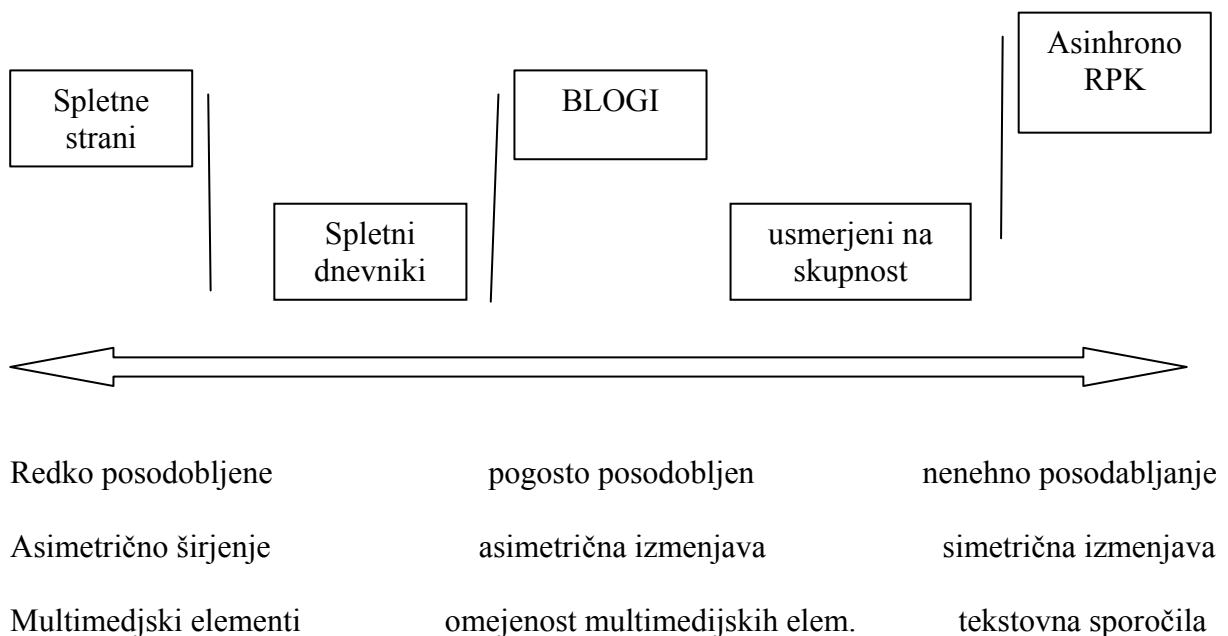 Asinhrono
RPK
Spletne
strani
BLOGI
Spletni
dnevniki
usmerjeni na
skupnost
Redko posodobljene pogosto posodobljen nenehno posodabljanje
Asimetrično širjenje asimetrična izmenjava simetrična izmenjava
Multimedjski elementi omejenost multimedijskih elem. tekstovna sporočila